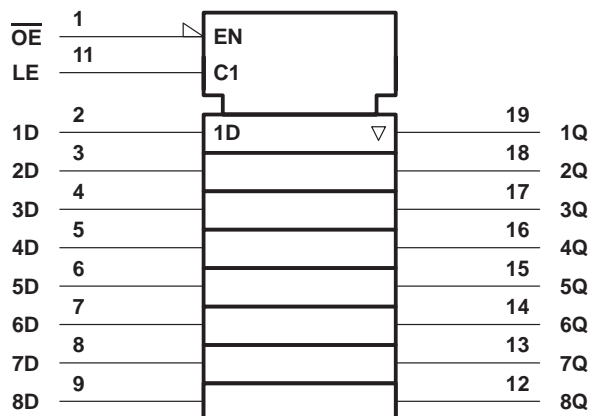 1
O̅E̅ EN
11
LE C1
2 19
1D 1D ▽ 1Q
3 18
2D 2Q
4 17
3D 3Q
5 16
4D 4Q
6 15
5D 5Q
7 14
6D 6Q
8 13
7D 7Q
9 12
8D 8Q